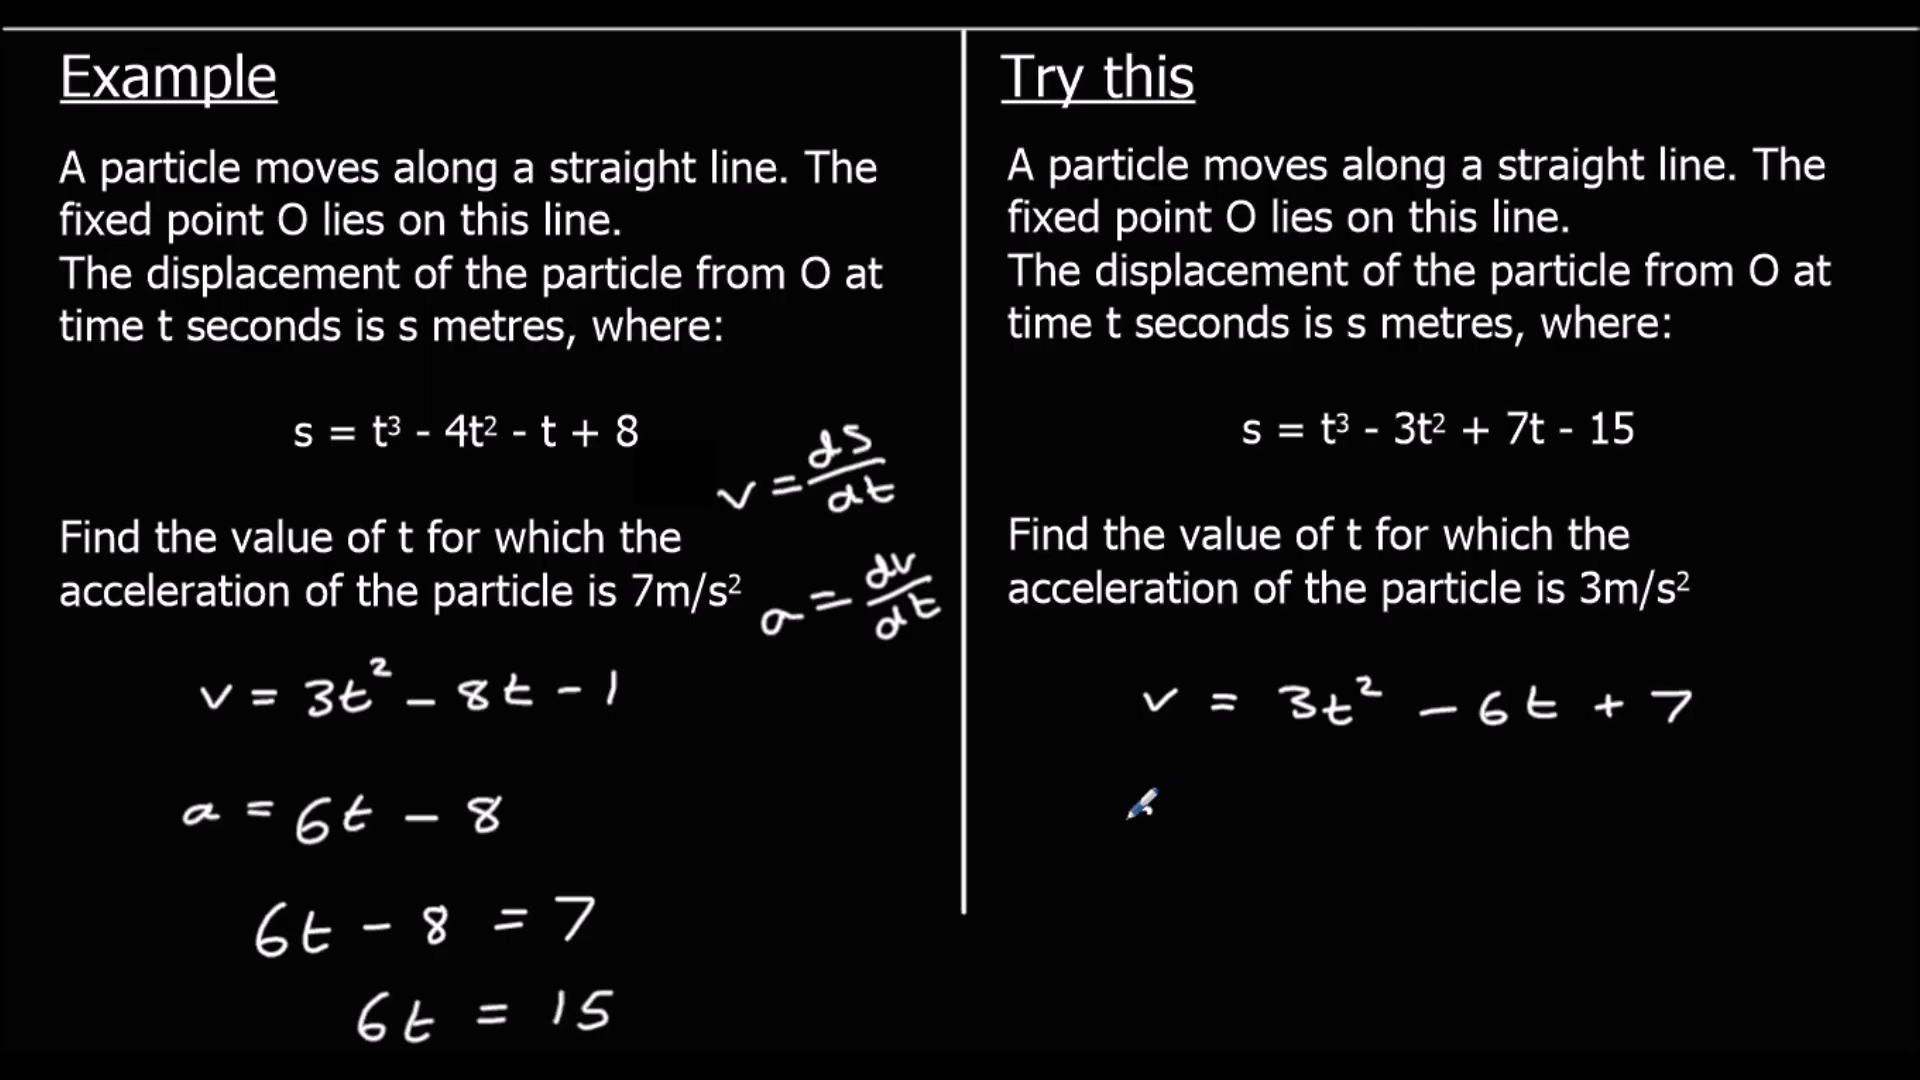 Example
A particle moves along a straight line. The
fixed point O lies on this line.
The displacement of the particle from O at
time t seconds is s metres, where:
s = t³ - 4t² - t + 8
v = ds/dt
Find the value of t for which the
acceleration of the particle is 7m/s²
a = dv/dt
v = 3t² - 8t - 1
a = 6t - 8
6t - 8 = 7
6t = 15
Try this
A particle moves along a straight line. The
fixed point O lies on this line.
The displacement of the particle from O at
time t seconds is s metres, where:
s = t³ - 3t² + 7t - 15
Find the value of t for which the
acceleration of the particle is 3m/s²
v = 3t² - 6t + 7